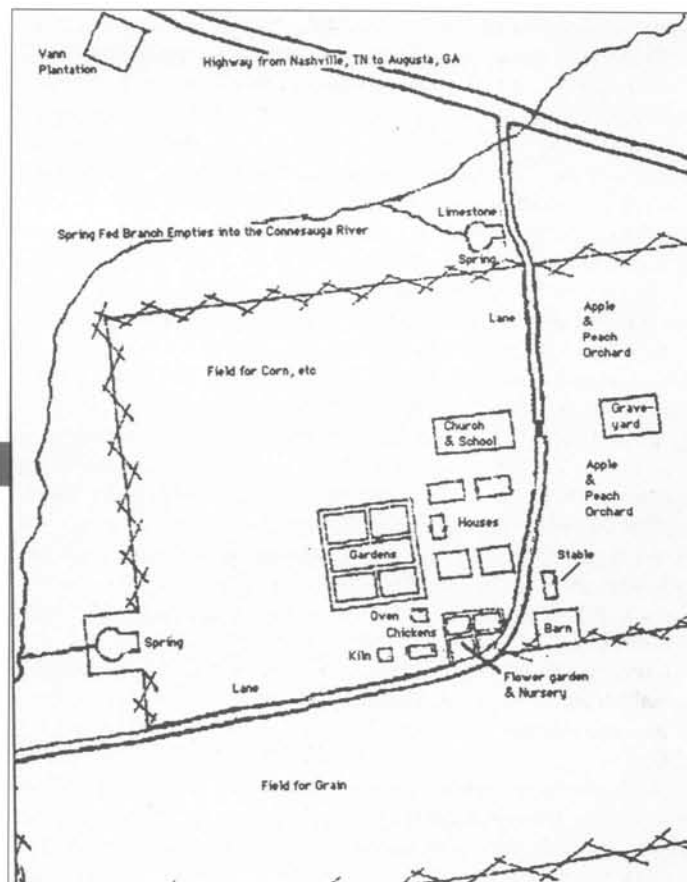 Vann
Plantation
Highway from Nashville, TN to Augusta, GA
Limestone
Spring Fed Branch Empties into the Connesauga River
Spring
Lane
Apple
&
Peach
Orchard
Field for Corn, etc
Grave-
yard
Church
& School
Apple
&
Peach
Orchard
Houses
Gardens
Stable
Oven
Chickens
Barn
Kiln
Spring
Flower garden
& Nursery
Lane
Field for Grain